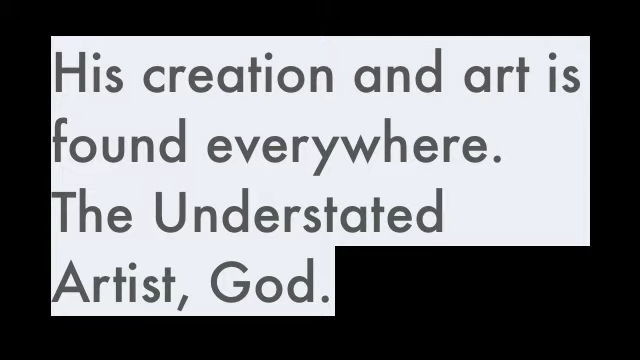 His creation and art is
found everywhere.
The Understated
Artist, God.